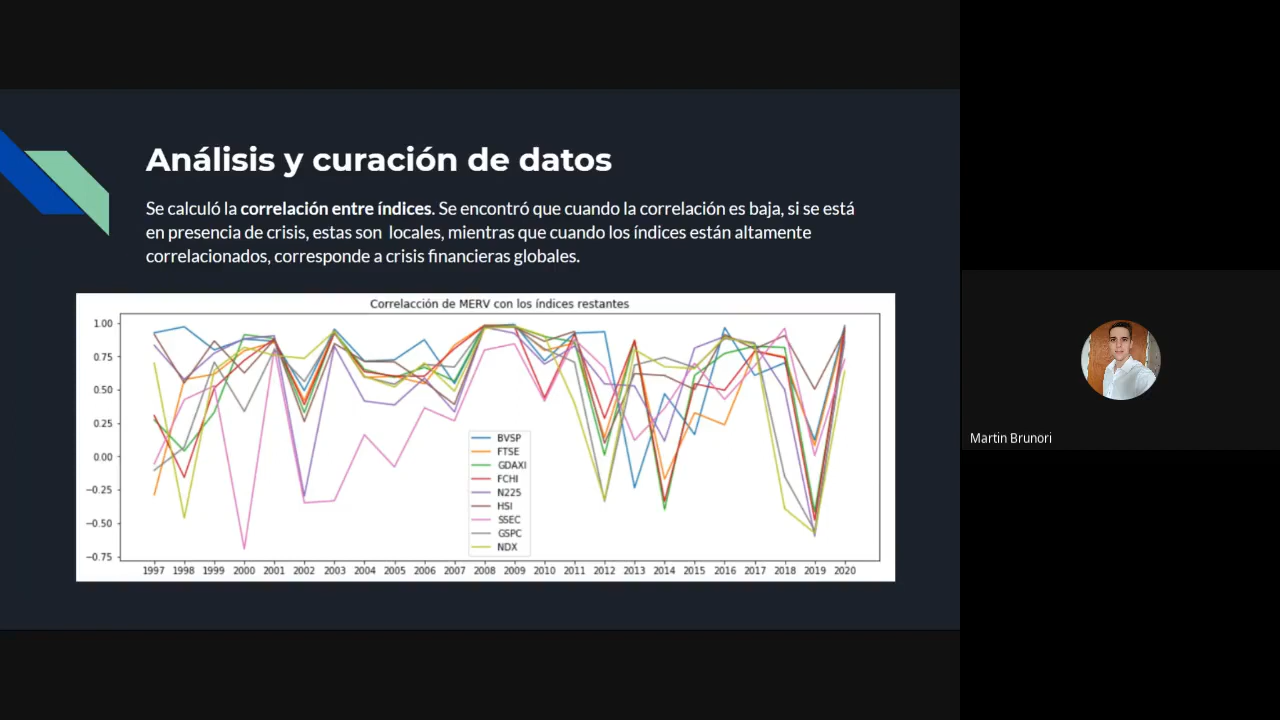 Análisis y curación de datos
Se calculó la correlación entre índices. Se encontró que cuando la correlación es baja, si se está
en presencia de crisis, estas son locales, mientras que cuando los índices están altamente
correlacionados, corresponde a crisis financieras globales.
Correlacción de MERV con los índices restantes
1.00
0.75
0.50
0.25
0.00
−0.25
−0.50
−0.75
BVSP
FTSE
GDAXI
FCHI
N225
HSI
SSEC
GSPC
NDX
1997 1998 1999 2000 2001 2002 2003 2004 2005 2006 2007 2008 2009 2010 2011 2012 2013 2014 2015 2016 2017 2018 2019 2020
Martin Brunori